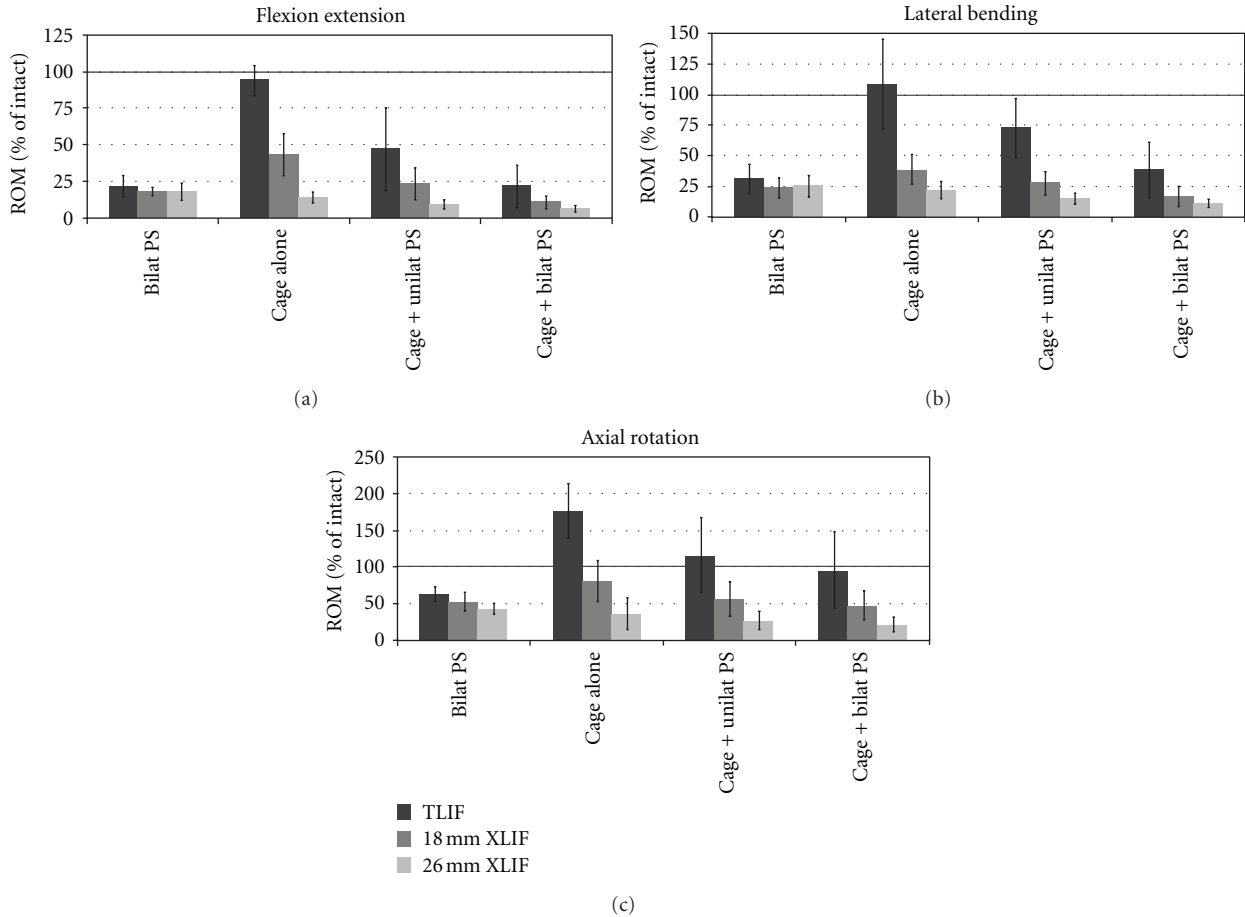 Flexion extension
ROM (% of intact)
125
100
75
50
25
0
Bilat PS
Cage alone
Cage + unilat PS
Cage + bilat PS
(a)
Lateral bending
ROM (% of intact)
150
125
100
75
50
25
0
Bilat PS
Cage alone
Cage + unilat PS
Cage + bilat PS
(b)
Axial rotation
ROM (% of intact)
250
200
150
100
50
0
Bilat PS
Cage alone
Cage + unilat PS
Cage + bilat PS
TLIF
18 mm XLIF
26 mm XLIF
(c)